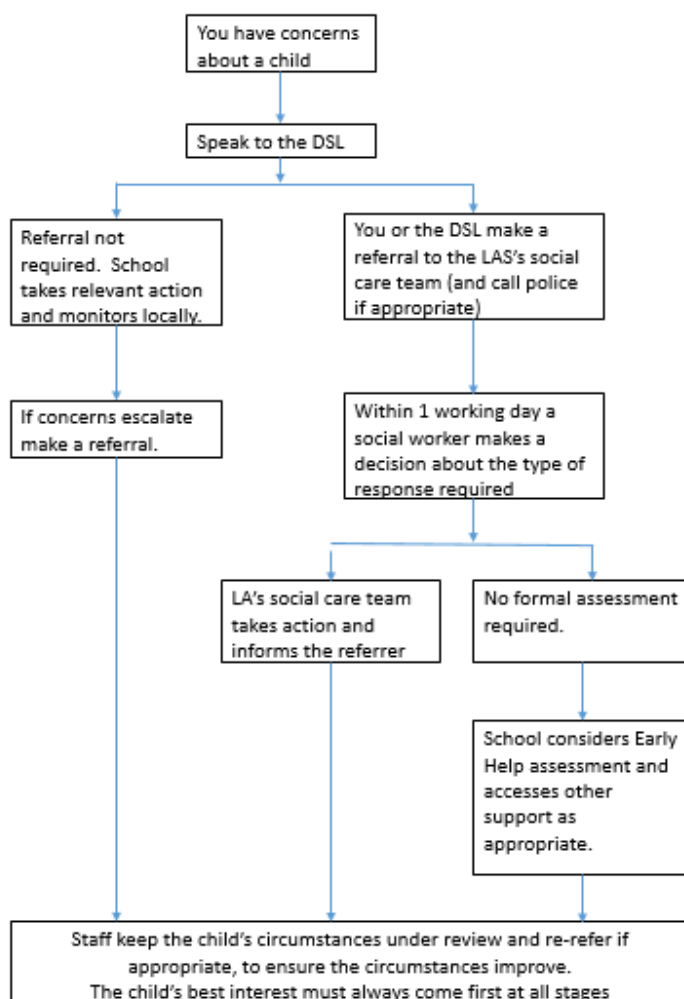 You have concerns
about a child
Speak to the DSL
Referral not
required.  School
takes relevant action
and monitors locally.
You or the DSL make a
referral to the LAS's social
care team (and call police
if appropriate)
If concerns escalate
make a referral.
Within 1 working day a
social worker makes a
decision about the type of
response required
LA's social care team
takes action and
informs the referrer
No formal assessment
required.
School considers Early
Help assessment and
accesses other
support as
appropriate.
Staff keep the child's circumstances under review and re-refer if
appropriate, to ensure the circumstances improve.
The child's best interest must always come first at all stages